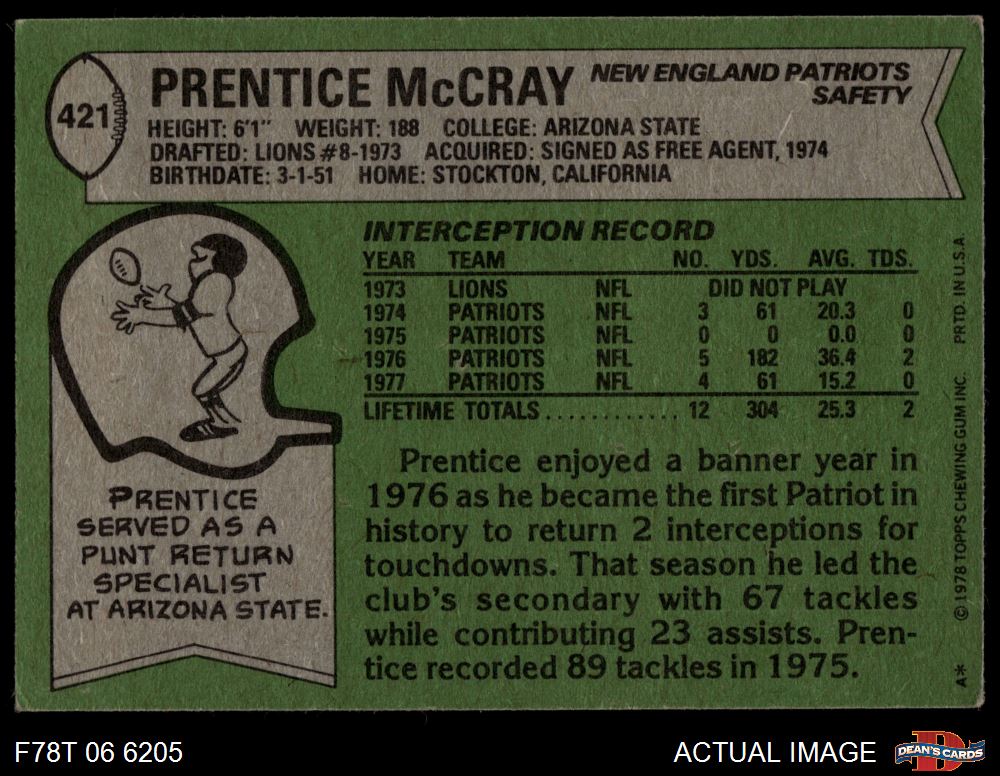 421
PRENTICE McCRAY
NEW ENGLAND PATRIOTS
SAFETY
HEIGHT: 6'1" WEIGHT: 188 COLLEGE: ARIZONA STATE
DRAFTED: LIONS #8-1973 ACQUIRED: SIGNED AS FREE AGENT, 1974
BIRTHDATE: 3-1-51 HOME: STOCKTON, CALIFORNIA
INTERCEPTION RECORD
YEAR TEAM NO. YDS. AVG. TDS.
1973 LIONS NFL DID NOT PLAY
1974 PATRIOTS NFL 3 61 20.3 0
1975 PATRIOTS NFL 0 0 0.0 0
1976 PATRIOTS NFL 5 182 36.4 2
1977 PATRIOTS NFL 4 61 15.2 0
LIFETIME TOTALS............ 12 304 25.3 2
Prentice enjoyed a banner year in
1976 as he became the first Patriot in
history to return 2 interceptions for
touchdowns. That season he led the
club's secondary with 67 tackles
while contributing 23 assists. Pren-
tice recorded 89 tackles in 1975.
PRENTICE
SERVED AS A
PUNT RETURN
SPECIALIST
AT ARIZONA STATE.
A* © 1978 TOPPS CHEWING GUM INC. PRTD. IN U.S.A.
F78T 06 6205
ACTUAL IMAGE
DEAN'S CARDS